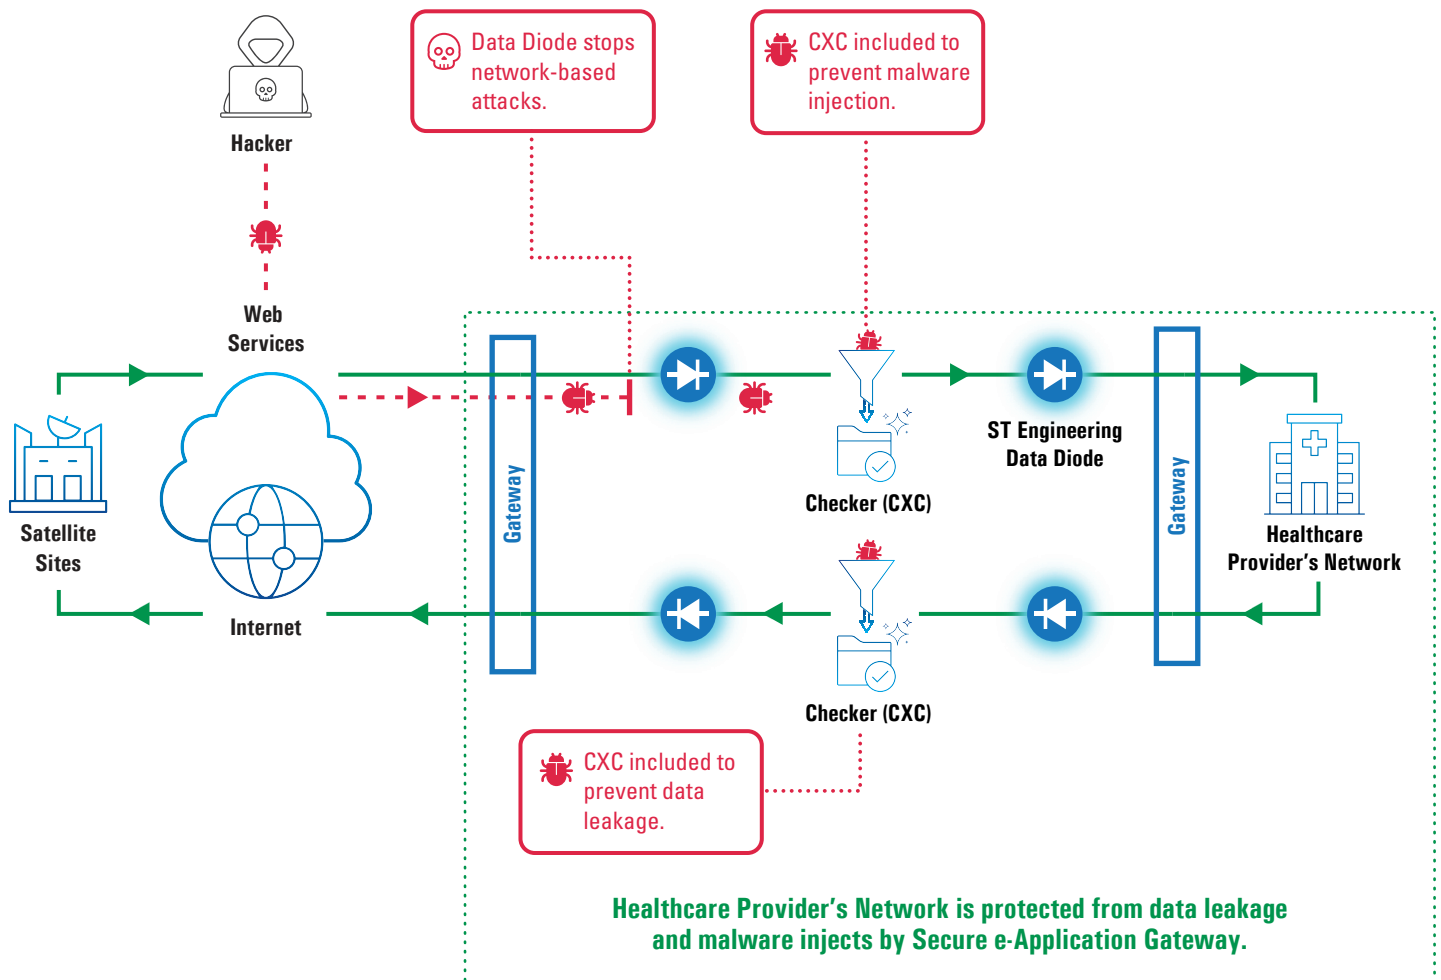 Data Diode stops
network-based
attacks.
CXC included to
prevent malware
injection.
Hacker
Web
Services
Gateway
Checker (CXC)
ST Engineering
Data Diode
Gateway
Satellite
Sites
Healthcare
Provider's Network
Internet
Checker (CXC)
CXC included to
prevent data
leakage.
Healthcare Provider's Network is protected from data leakage
and malware injects by Secure e-Application Gateway.